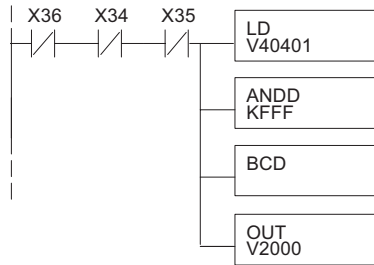 X36 X34 X35
LD
V40401
ANDD
KFFF
BCD
OUT
V2000